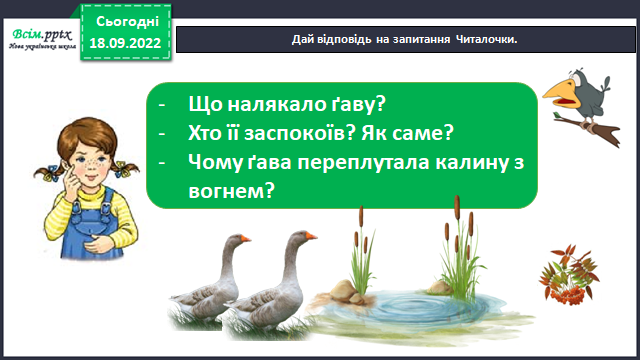 Всім.pptx
Нова українська школа
Сьогодні
18.09.2022
Дай відповідь на запитання Читалочки.
- Що налякало ґаву?
- Хто її заспокоїв? Як саме?
- Чому ґава переплутала калину з
вогнем?